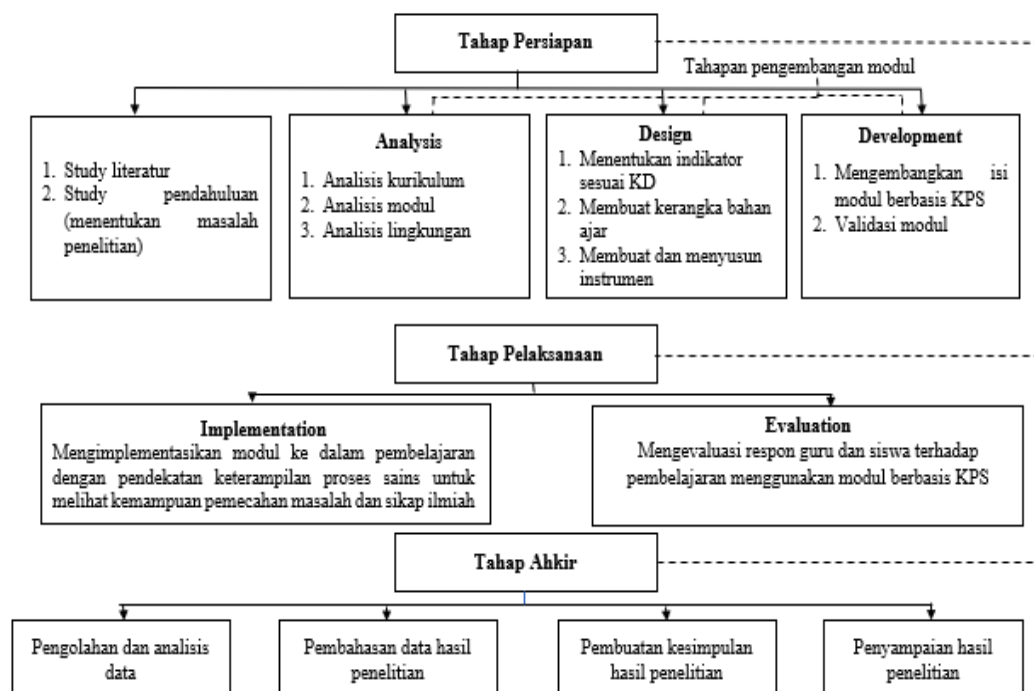 Tahap Persiapan
Tahapan pengembangan modul
1. Study literatur
2. Study pendahuluan
(menentukan masalah
penelitian)
Analysis
1. Analisis kurikulum
2. Analisis modul
3. Analisis lingkungan
Design
1. Menentukan indikator
sesuai KD
2. Membuat kerangka bahan
ajar
3. Membuat dan menyusun
instrumen
Development
1. Mengembangkan isi
modul berbasis KPS
2. Validasi modul
Tahap Pelaksanaan
Implementation
Mengimplementasikan modul ke dalam pembelajaran
dengan pendekatan keterampilan proses sains untuk
melihat kemampuan pemecahan masalah dan sikap ilmiah
Evaluation
Mengevaluasi respon guru dan siswa terhadap
pembelajaran menggunakan modul berbasis KPS
Tahap Ahkir
Pengolahan dan analisis
data
Pembahasan data hasil
penelitian
Pembuatan kesimpulan
hasil penelitian
Penyampaian hasil
penelitian